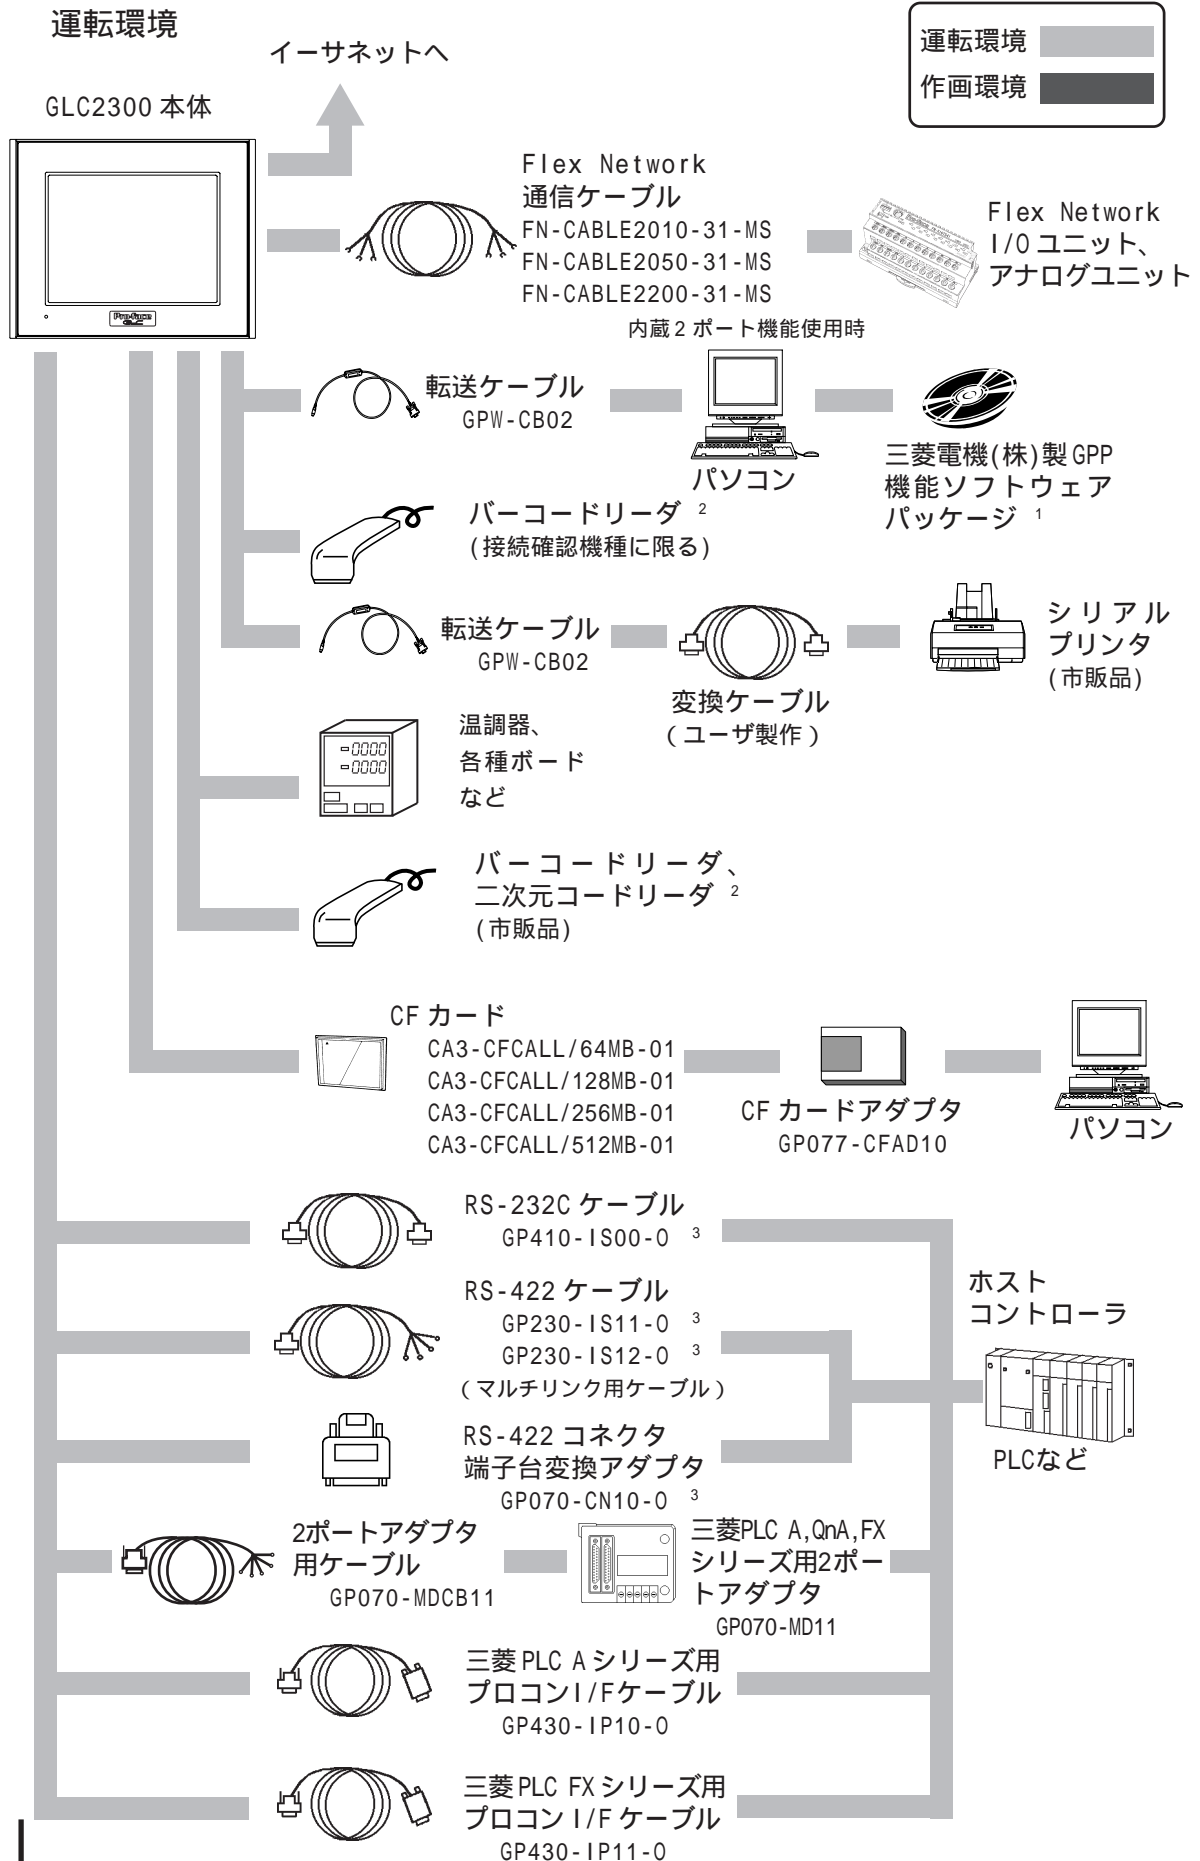 運転環境
運転環境
作画環境
イーサネットへ
GLC2300 本体
Pro-face
GLC
Flex Network
通信ケーブル
FN-CABLE2010-31-MS
FN-CABLE2050-31-MS
FN-CABLE2200-31-MS
Flex Network
I/O ユニット、
アナログユニット
内蔵2ポート機能使用時
転送ケーブル
GPW-CB02
パソコン
三菱電機(株)製GPP
機能ソフトウェア
パッケージ 1
バーコードリーダ 2
(接続確認機種に限る)
転送ケーブル
GPW-CB02
変換ケーブル
(ユーザ製作)
シリアル
プリンタ
(市販品)
温調器、
各種ボード
など
バーコードリーダ、
二次元コードリーダ 2
(市販品)
CF カード
CA3-CFCALL/64MB-01
CA3-CFCALL/128MB-01
CA3-CFCALL/256MB-01
CA3-CFCALL/512MB-01
CF カードアダプタ
GP077-CFAD10
パソコン
RS-232C ケーブル
GP410-IS00-O 3
RS-422 ケーブル
GP230-IS11-O 3
GP230-IS12-O 3
(マルチリンク用ケーブル)
ホスト
コントローラ
PLCなど
RS-422 コネクタ
端子台変換アダプタ
GP070-CN10-O 3
2ポートアダプタ
用ケーブル
GP070-MDCB11
三菱PLC A,QnA,FX
シリーズ用2ポー
トアダプタ
GP070-MD11
三菱 PLC A シリーズ用
プロコンI/Fケーブル
GP430-IP10-O
三菱 PLC FX シリーズ用
プロコン I/F ケーブル
GP430-IP11-O